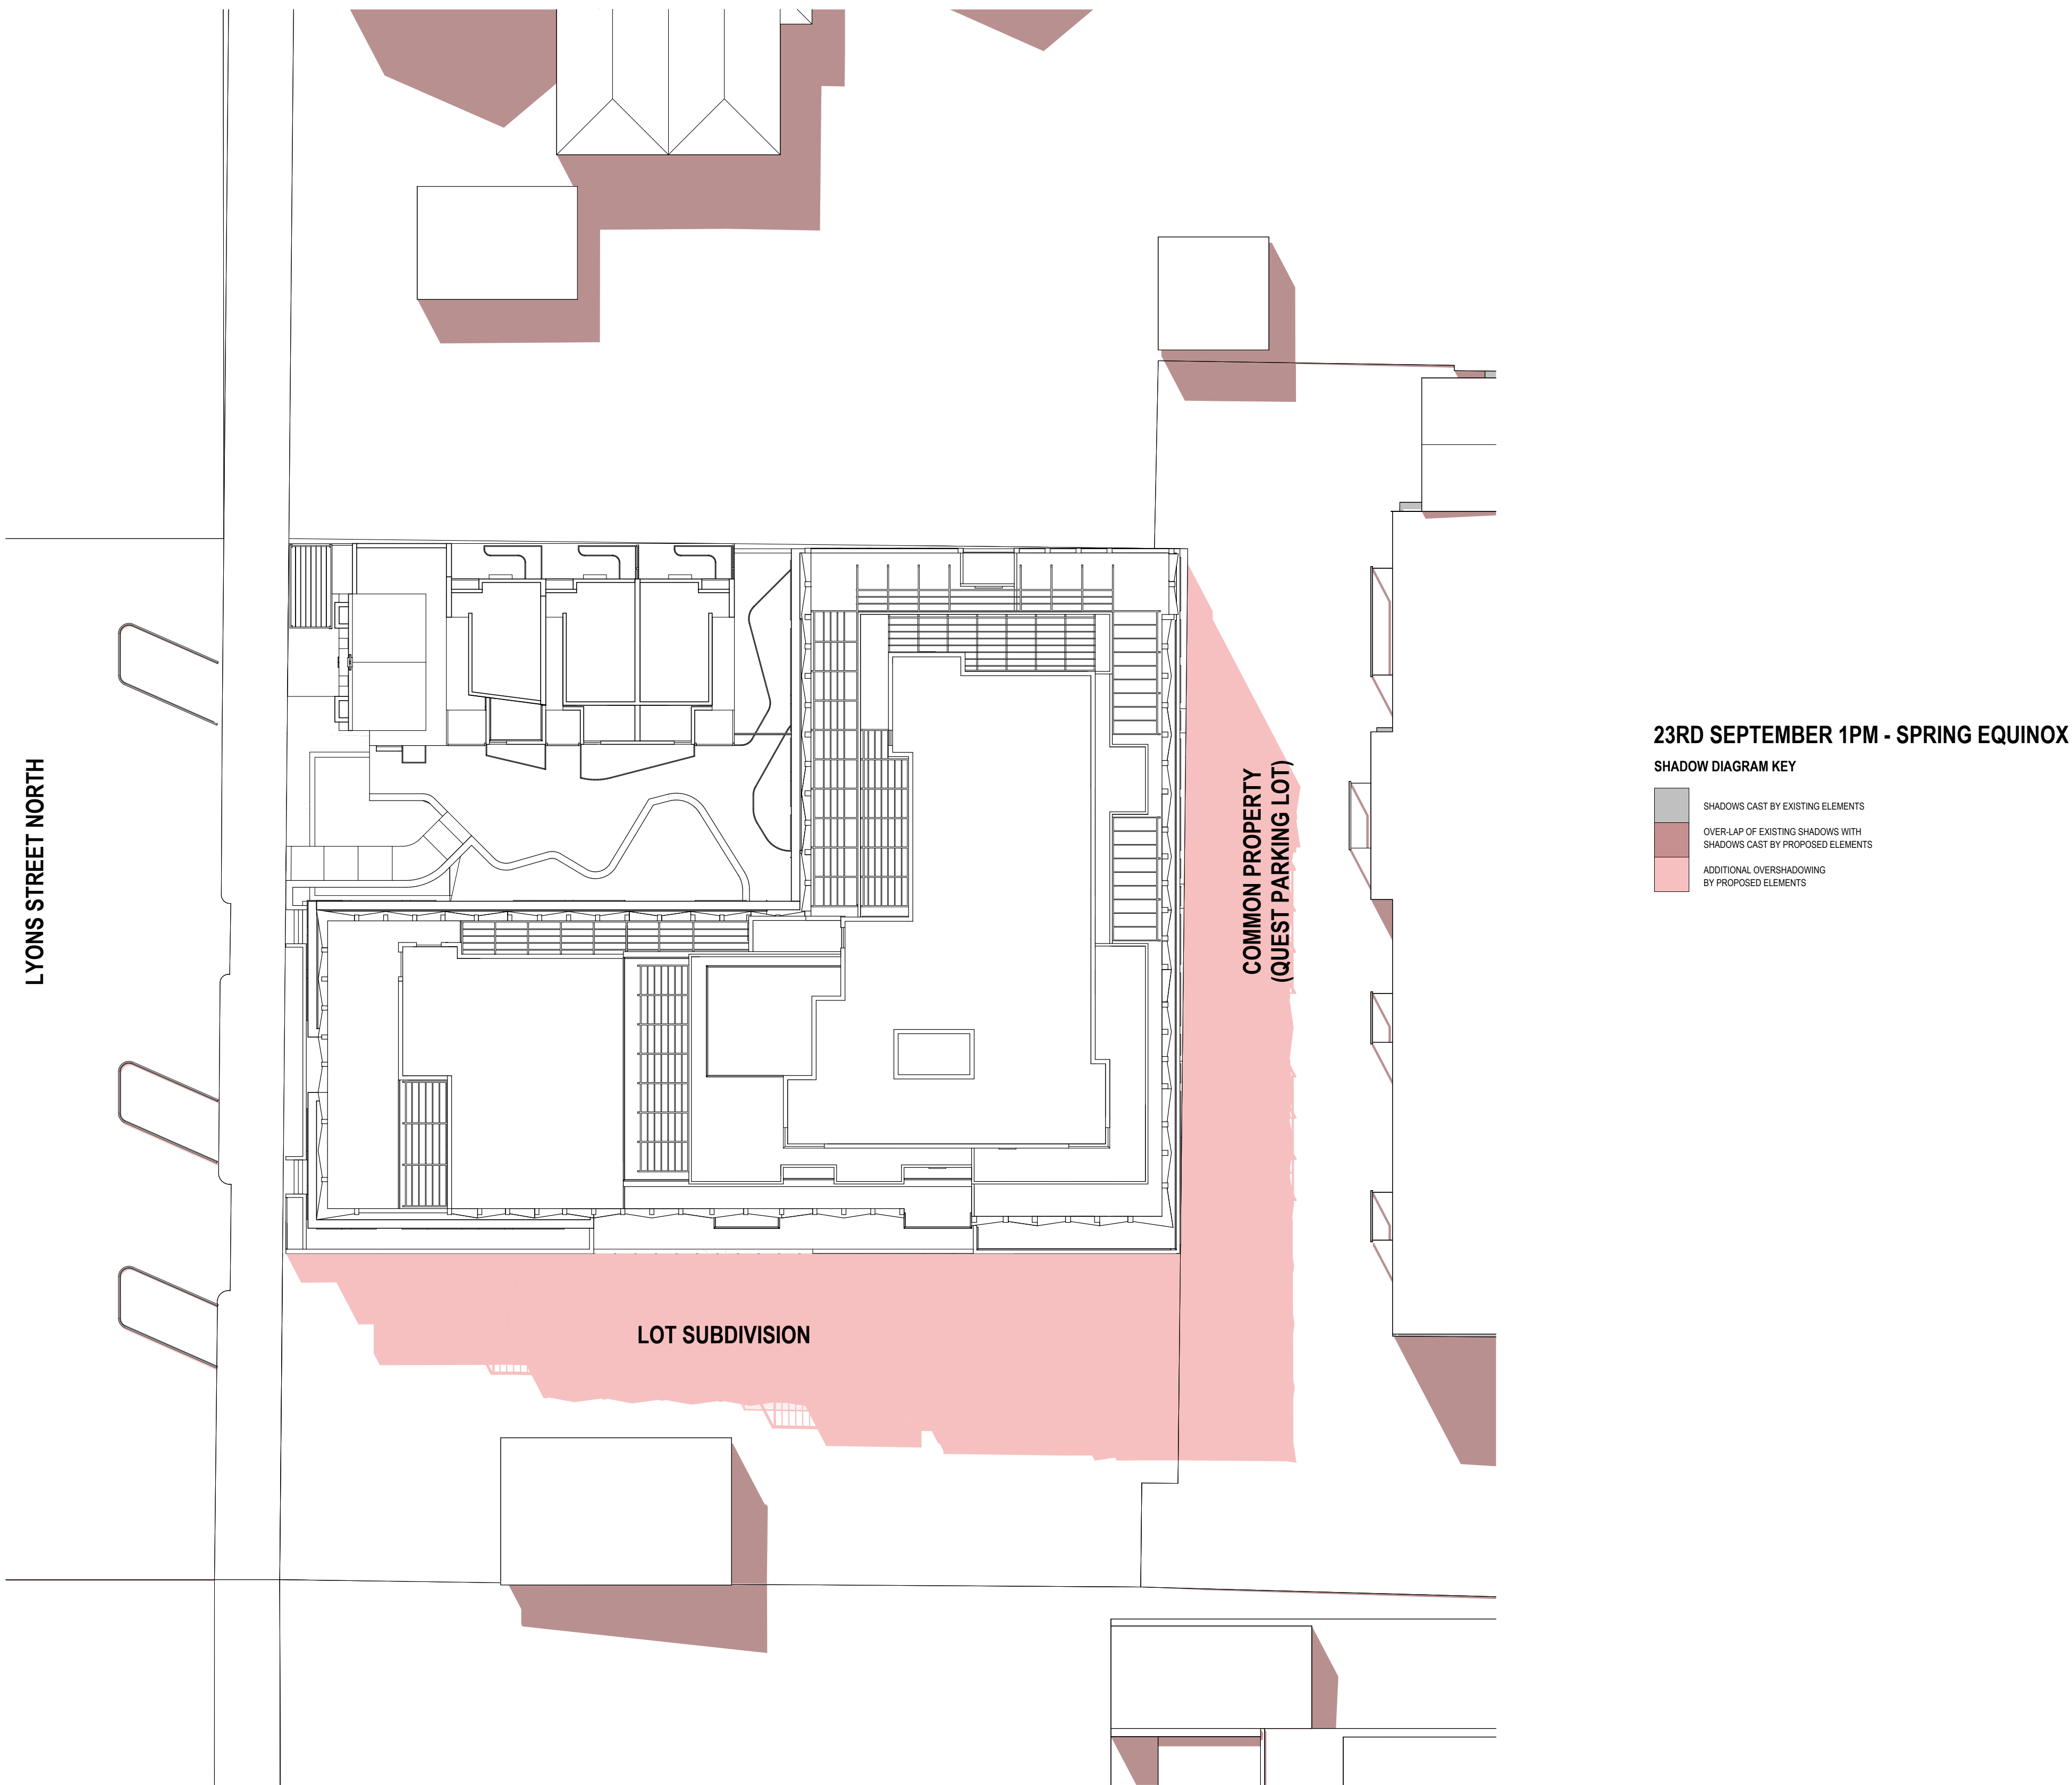 LYONS STREET NORTH
COMMON PROPERTY
(QUEST PARKING LOT)
LOT SUBDIVISION
23RD SEPTEMBER 1PM - SPRING EQUINOX
SHADOW DIAGRAM KEY
SHADOWS CAST BY EXISTING ELEMENTS
OVER-LAP OF EXISTING SHADOWS WITH
SHADOWS CAST BY PROPOSED ELEMENTS
ADDITIONAL OVERSHADOWING
BY PROPOSED ELEMENTS